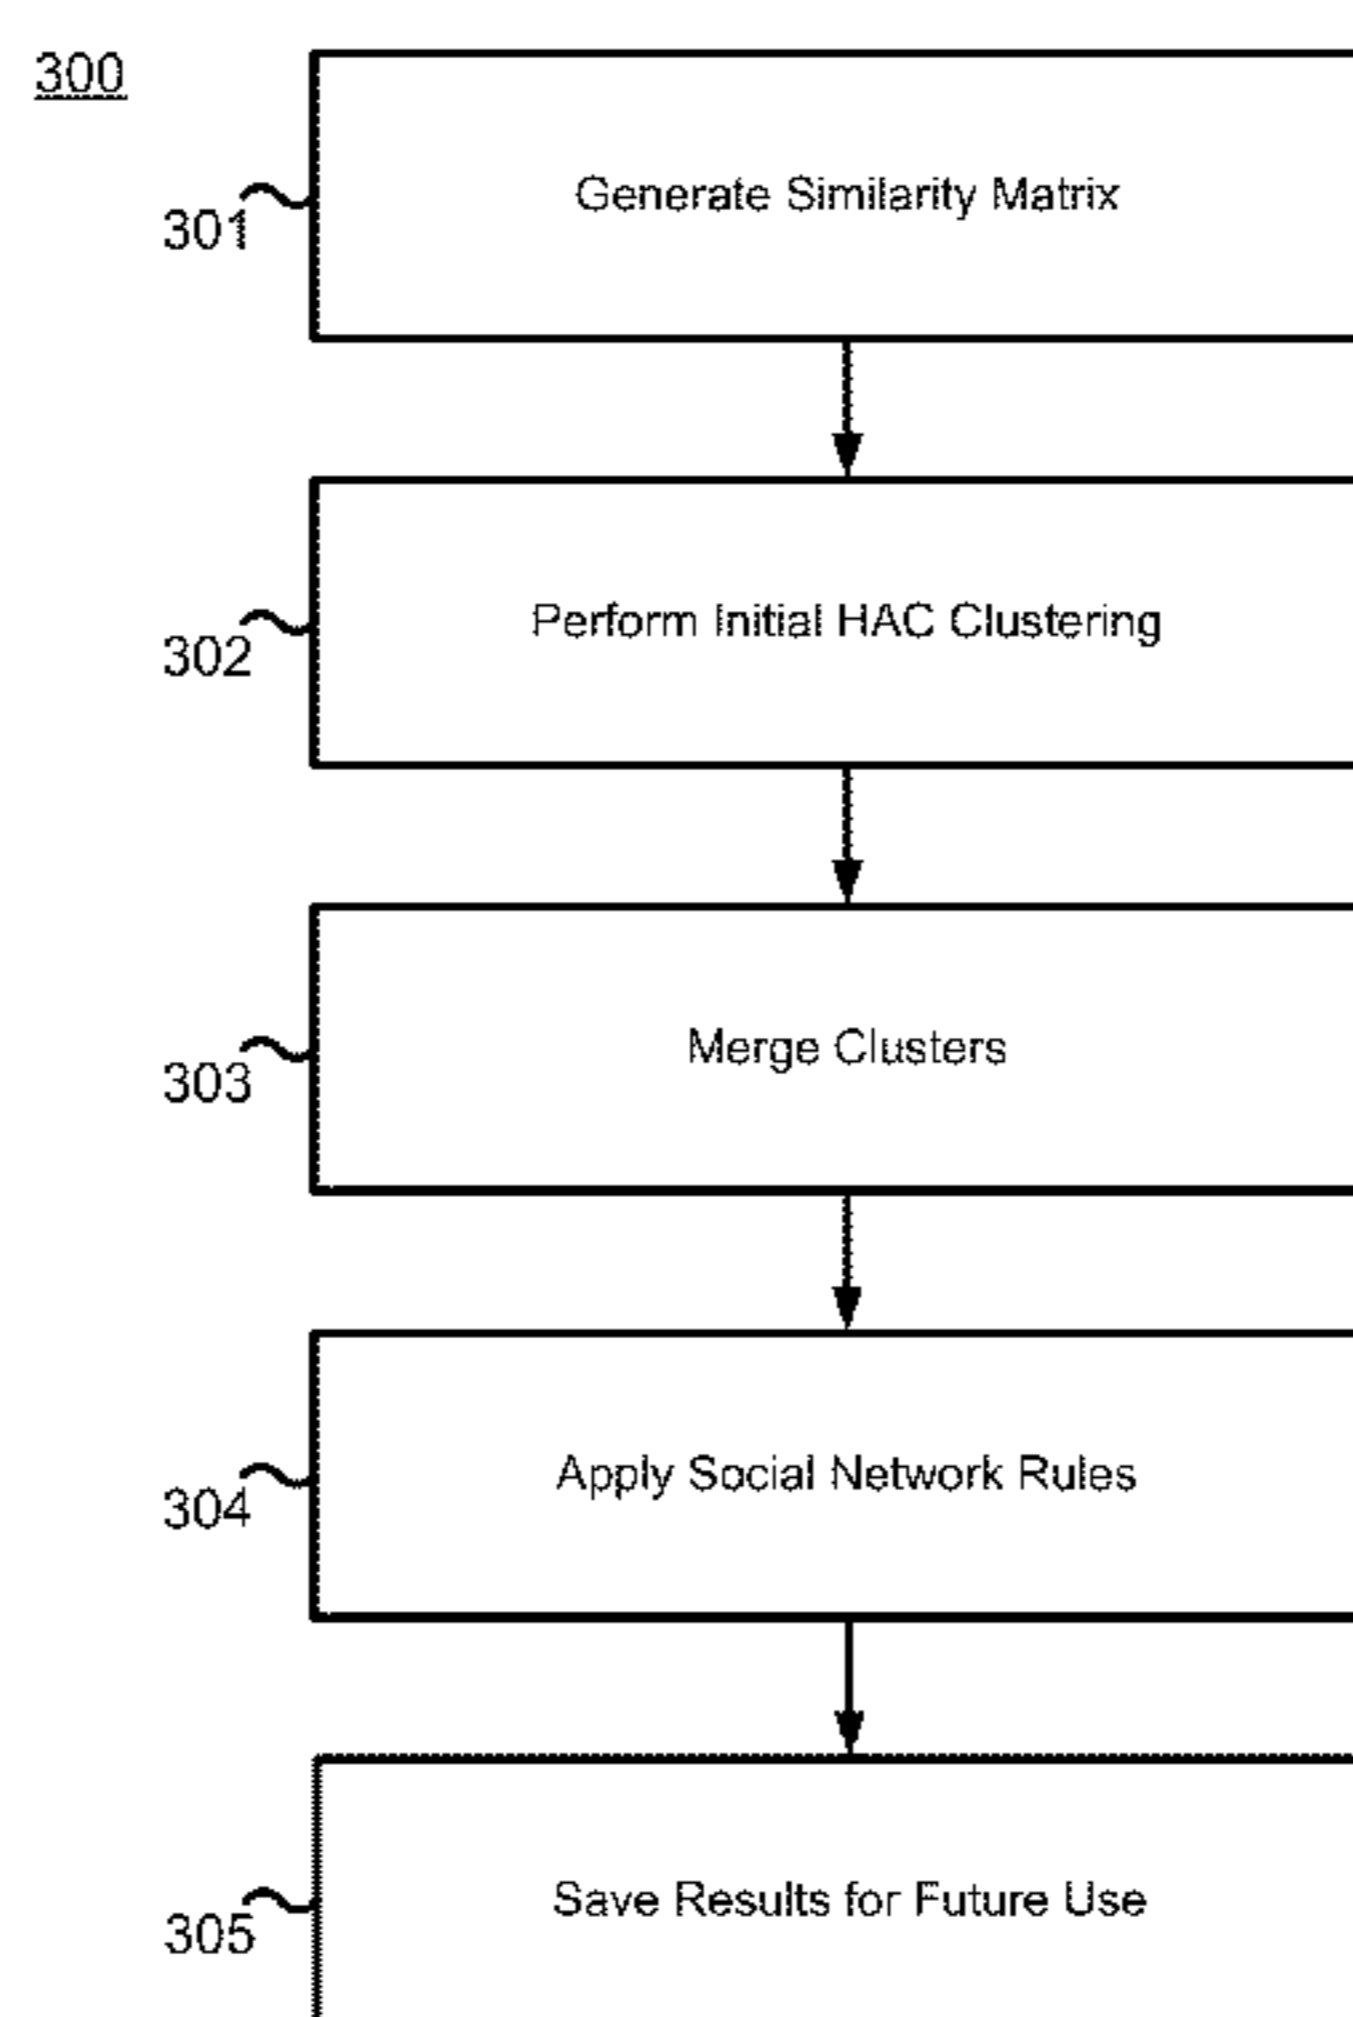 300
Generate Similarity Matrix
301
Perform Initial HAC Clustering
302
Merge Clusters
303
Apply Social Network Rules
304
Save Results for Future Use
305